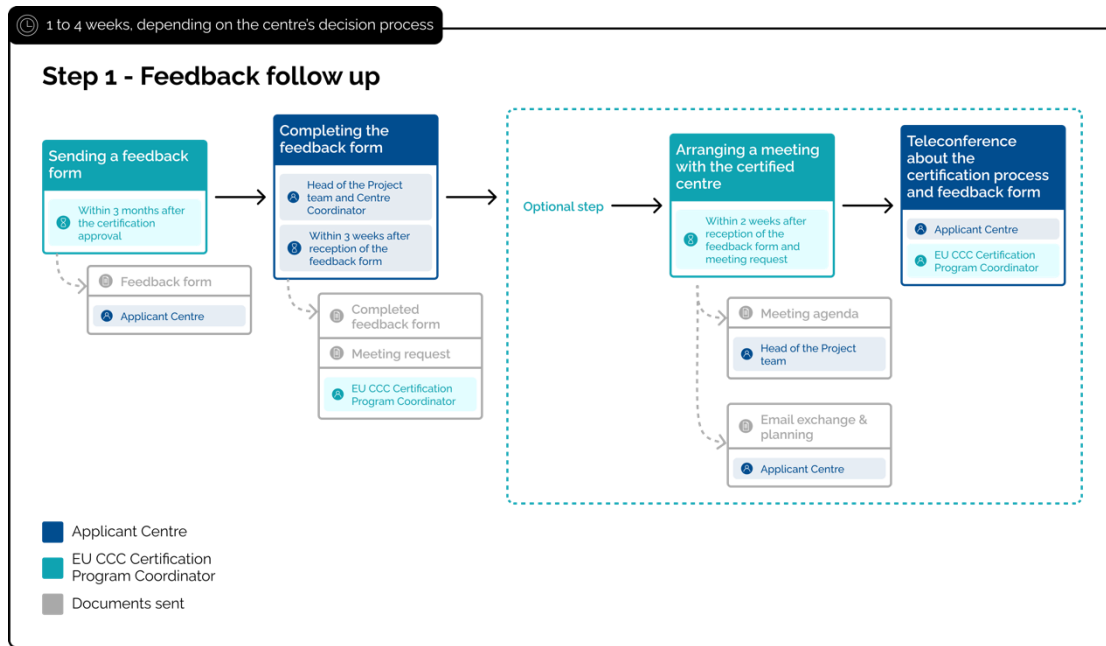 1 to 4 weeks, depending on the centre's decision process
Step 1 - Feedback follow up
Sending a feedback
form
Within 3 months after
the certification
approval
Feedback form
Applicant Centre
Completing the
feedback form
Head of the Project
team and Centre
Coordinator
Within 3 weeks after
reception of the
feedback form
Completed
feedback form
Meeting request
EU CCC Certification
Program Coordinator
Optional step
Arranging a meeting
with the certified
centre
Within 2 weeks after
reception of the
feedback form and
meeting request
Meeting agenda
Head of the Project
team
Email exchange &
planning
Applicant Centre
Teleconference
about the
certification process
and feedback form
Applicant Centre
EU CCC Certification
Program Coordinator
Applicant Centre
EU CCC Certification
Program Coordinator
Documents sent